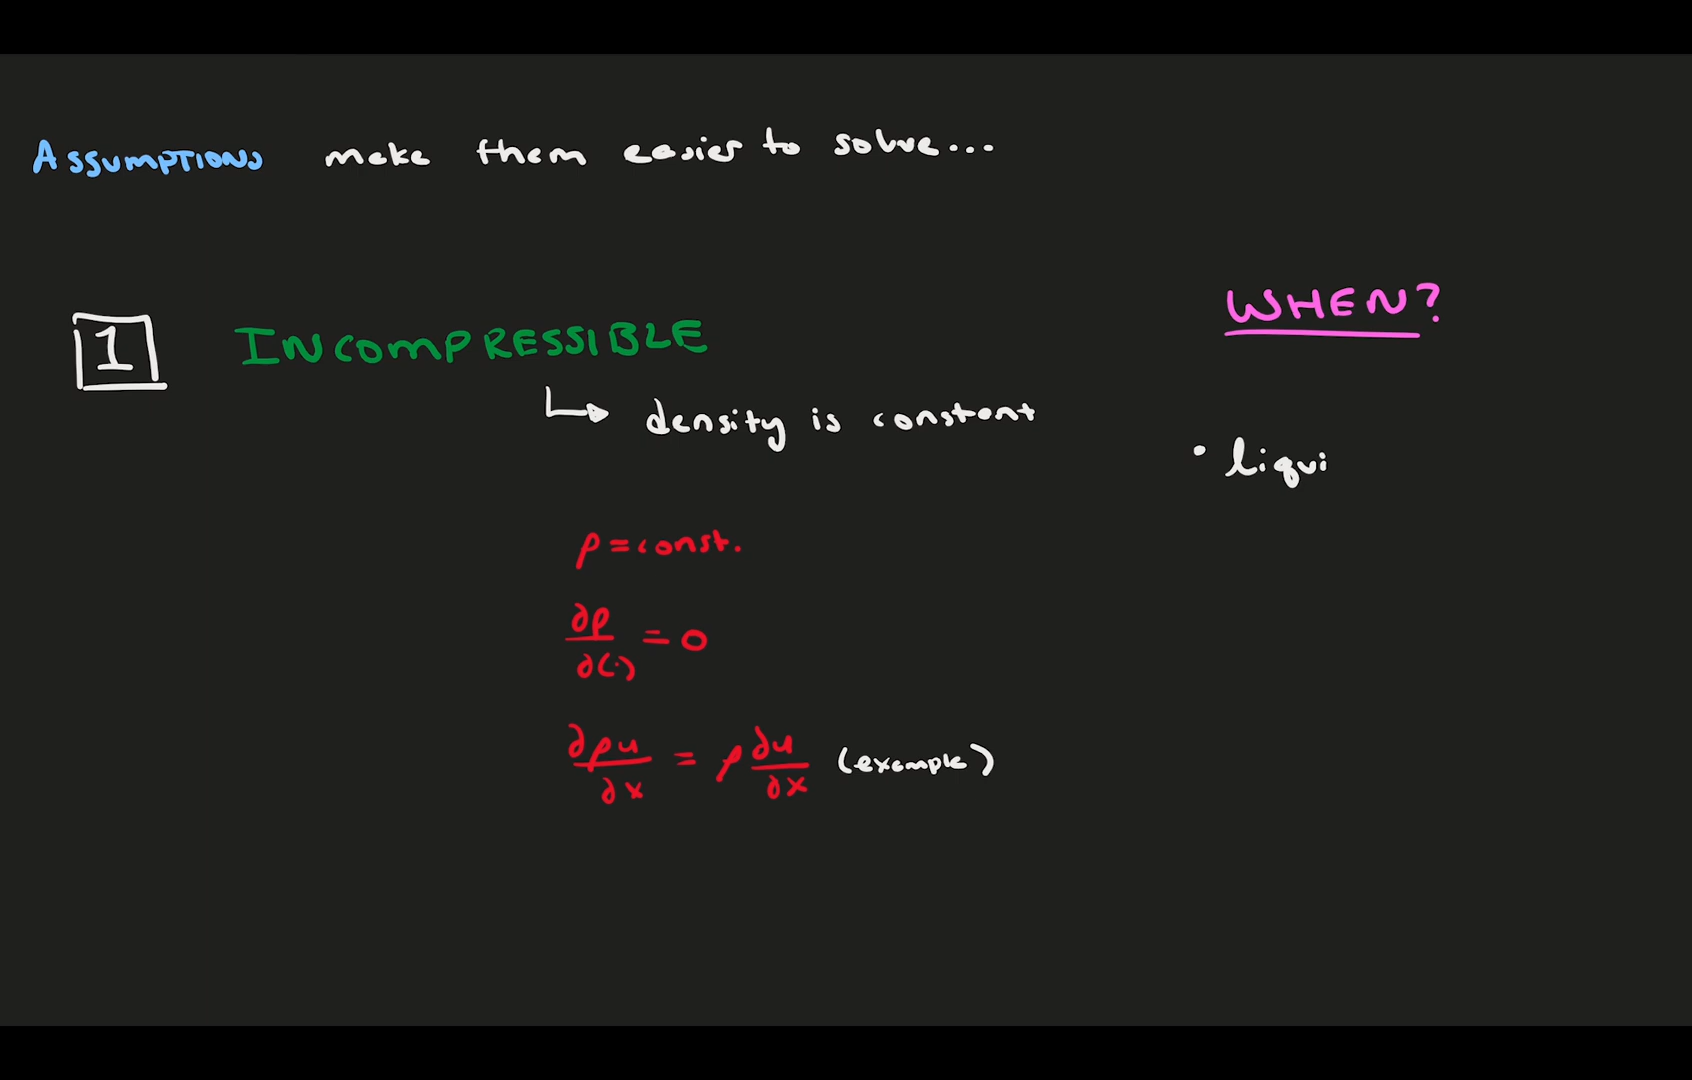 ASSUMPTIONS make them easier to solve...
1 INCOMPRESSIBLE
WHEN?
↳ density is constant
• liqui
ρ = const.
∂ρ/∂(·) = 0
∂ρu/∂x = ρ ∂u/∂x (example)